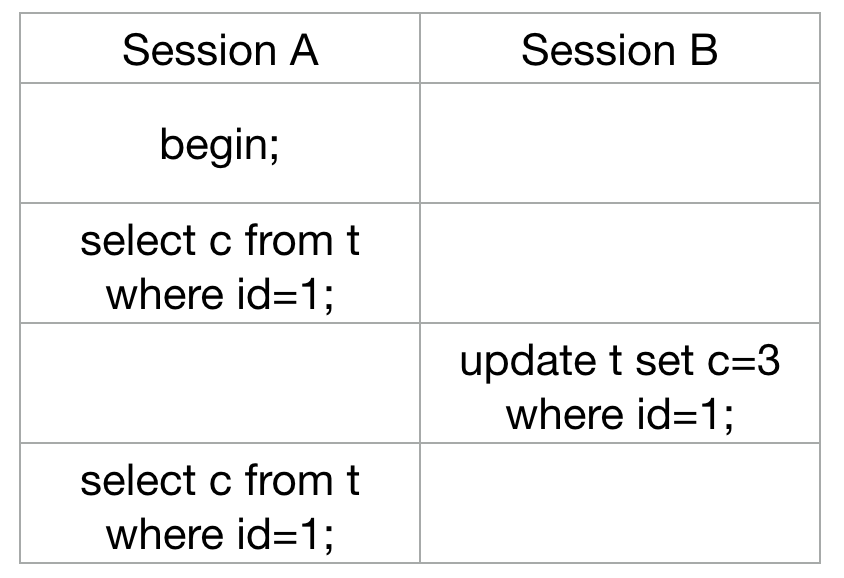 Session A
Session B
begin;
select c from t
where id=1;
update t set c=3
where id=1;
select c from t
where id=1;